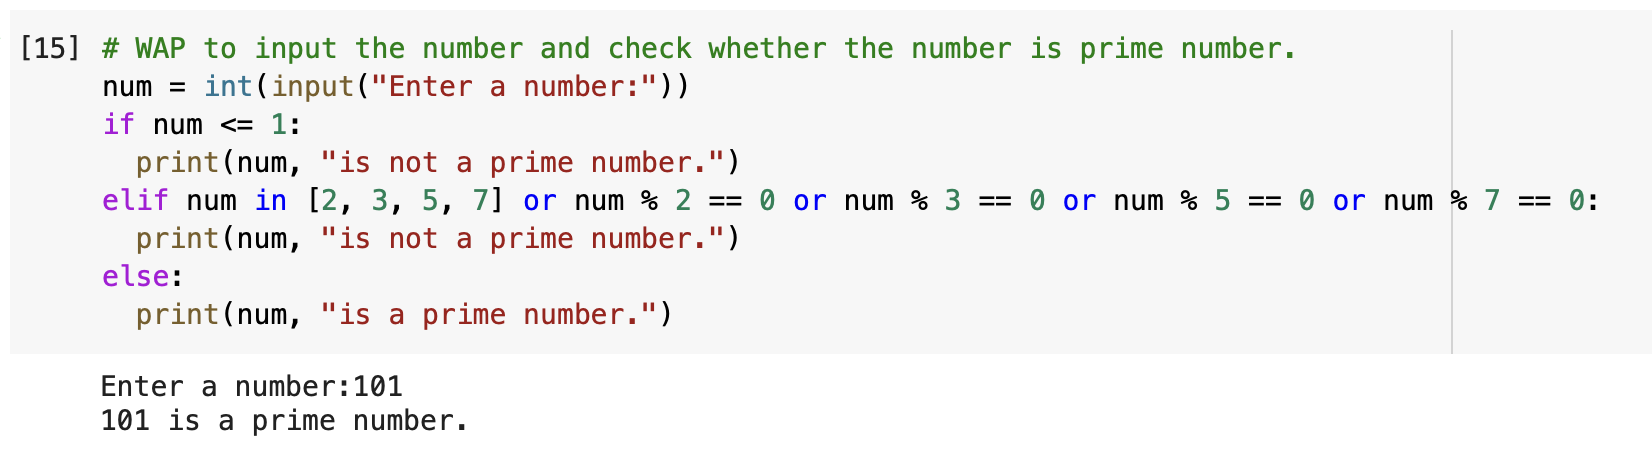 [15] # WAP to input the number and check whether the number is prime number.
num = int(input("Enter a number:"))
if num <= 1:
  print(num, "is not a prime number.")
elif num in [2, 3, 5, 7] or num % 2 == 0 or num % 3 == 0 or num % 5 == 0 or num % 7 == 0:
  print(num, "is not a prime number.")
else:
  print(num, "is a prime number.")
Enter a number:101
101 is a prime number.